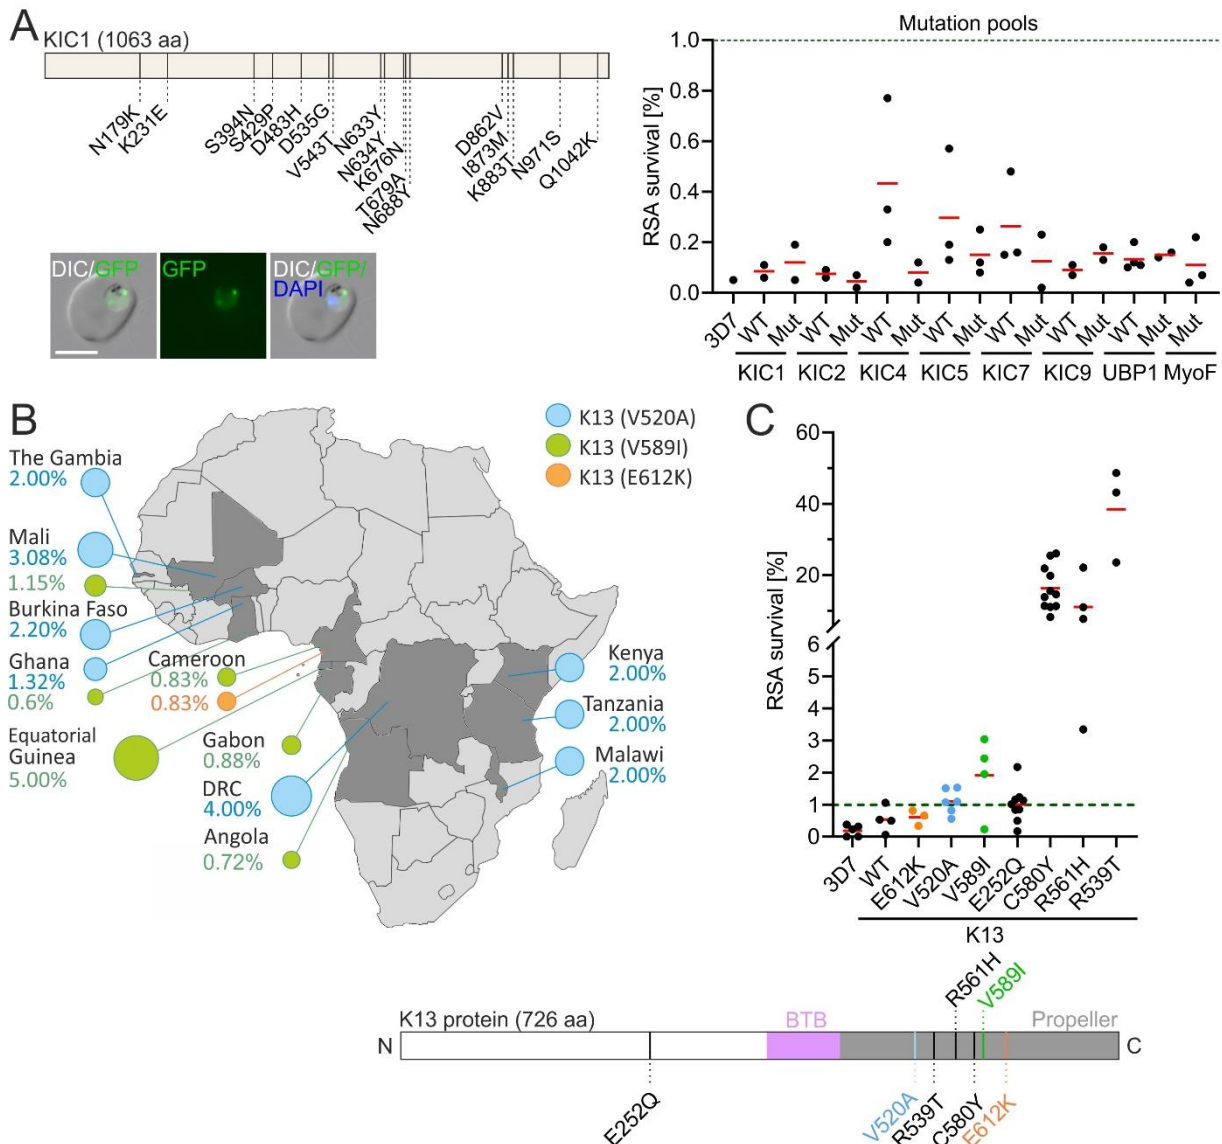 A
KIC1 (1063 aa)
N179K
K231E
S394N
S429P
D483H
D535G
V543T
N633Y
N634Y
K676N
T679A
N688Y
D862V
I873M
K883T
N971S
Q1042K
DIC/GFP
GFP
DIC/GFP/
DAPI
Mutation pools
RSA survival [%]
1.0
0.8
0.6
0.4
0.2
0.0
3D7
WT
Mut
WT
Mut
WT
Mut
WT
Mut
WT
Mut
WT
Mut
WT
Mut
Mut
KIC1
KIC2
KIC4
KIC5
KIC7
KIC9
UBP1
MyoF
B
K13 (V520A)
K13 (V589I)
K13 (E612K)
The Gambia
2.00%
Mali
3.08%
1.15%
Burkina Faso
2.20%
Ghana
1.32%
0.6%
Cameroon
0.83%
0.83%
Equatorial
Guinea
5.00%
Gabon
0.88%
DRC
4.00%
Angola
0.72%
Kenya
2.00%
Tanzania
2.00%
Malawi
2.00%
C
RSA survival [%]
60
40
20
6
5
4
3
2
1
0
3D7
WT
E612K
V520A
V589I
E252Q
C580Y
R561H
R539T
K13
K13 protein (726 aa)
BTB
R561H
V589I
Propeller
N
C
E252Q
V520A
R539T
C580Y
E612K